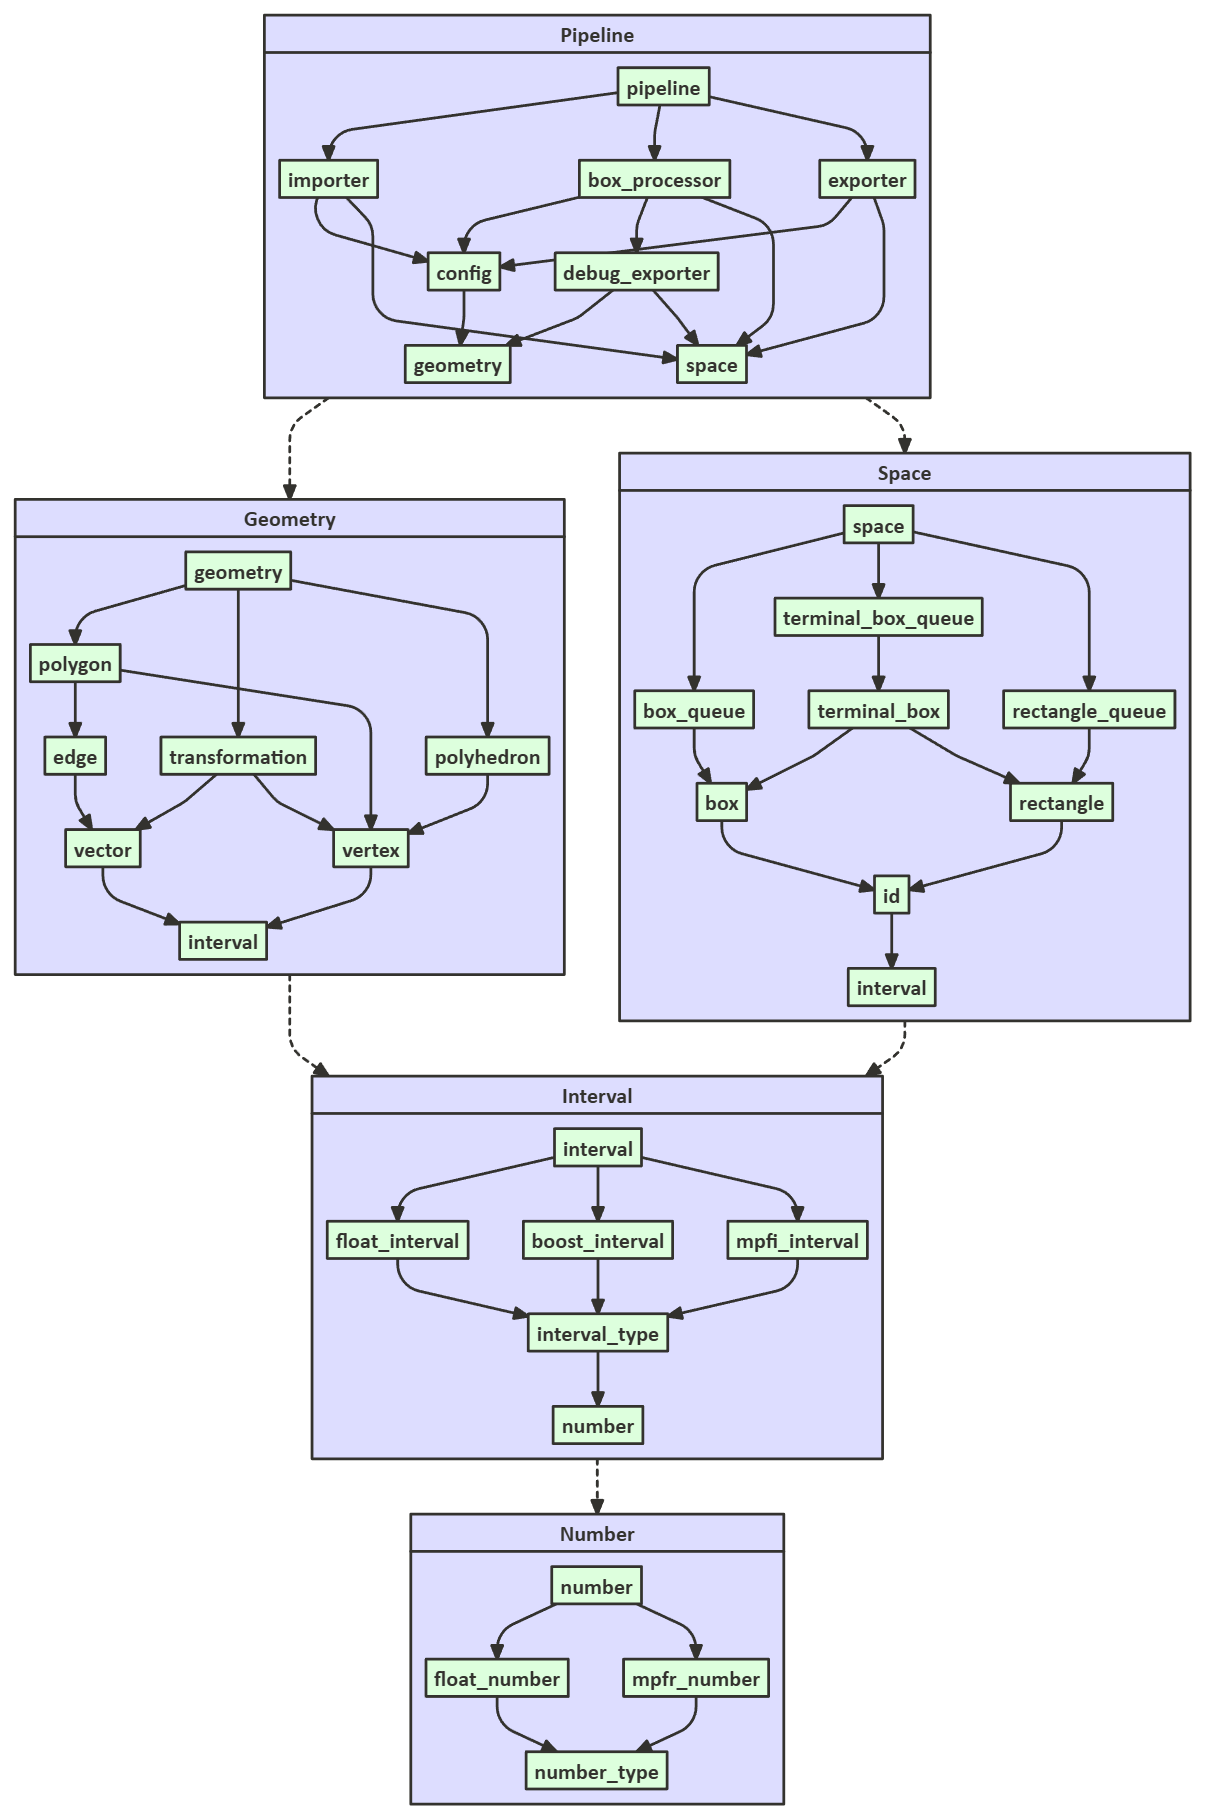 Pipeline
pipeline
importer
box_processor
exporter
config
debug_exporter
geometry
space
Geometry
geometry
polygon
edge
transformation
polyhedron
vector
vertex
interval
Space
space
terminal_box_queue
box_queue
terminal_box
rectangle_queue
box
rectangle
id
interval
Interval
interval
float_interval
boost_interval
mpfi_interval
interval_type
number
Number
number
float_number
mpfr_number
number_type